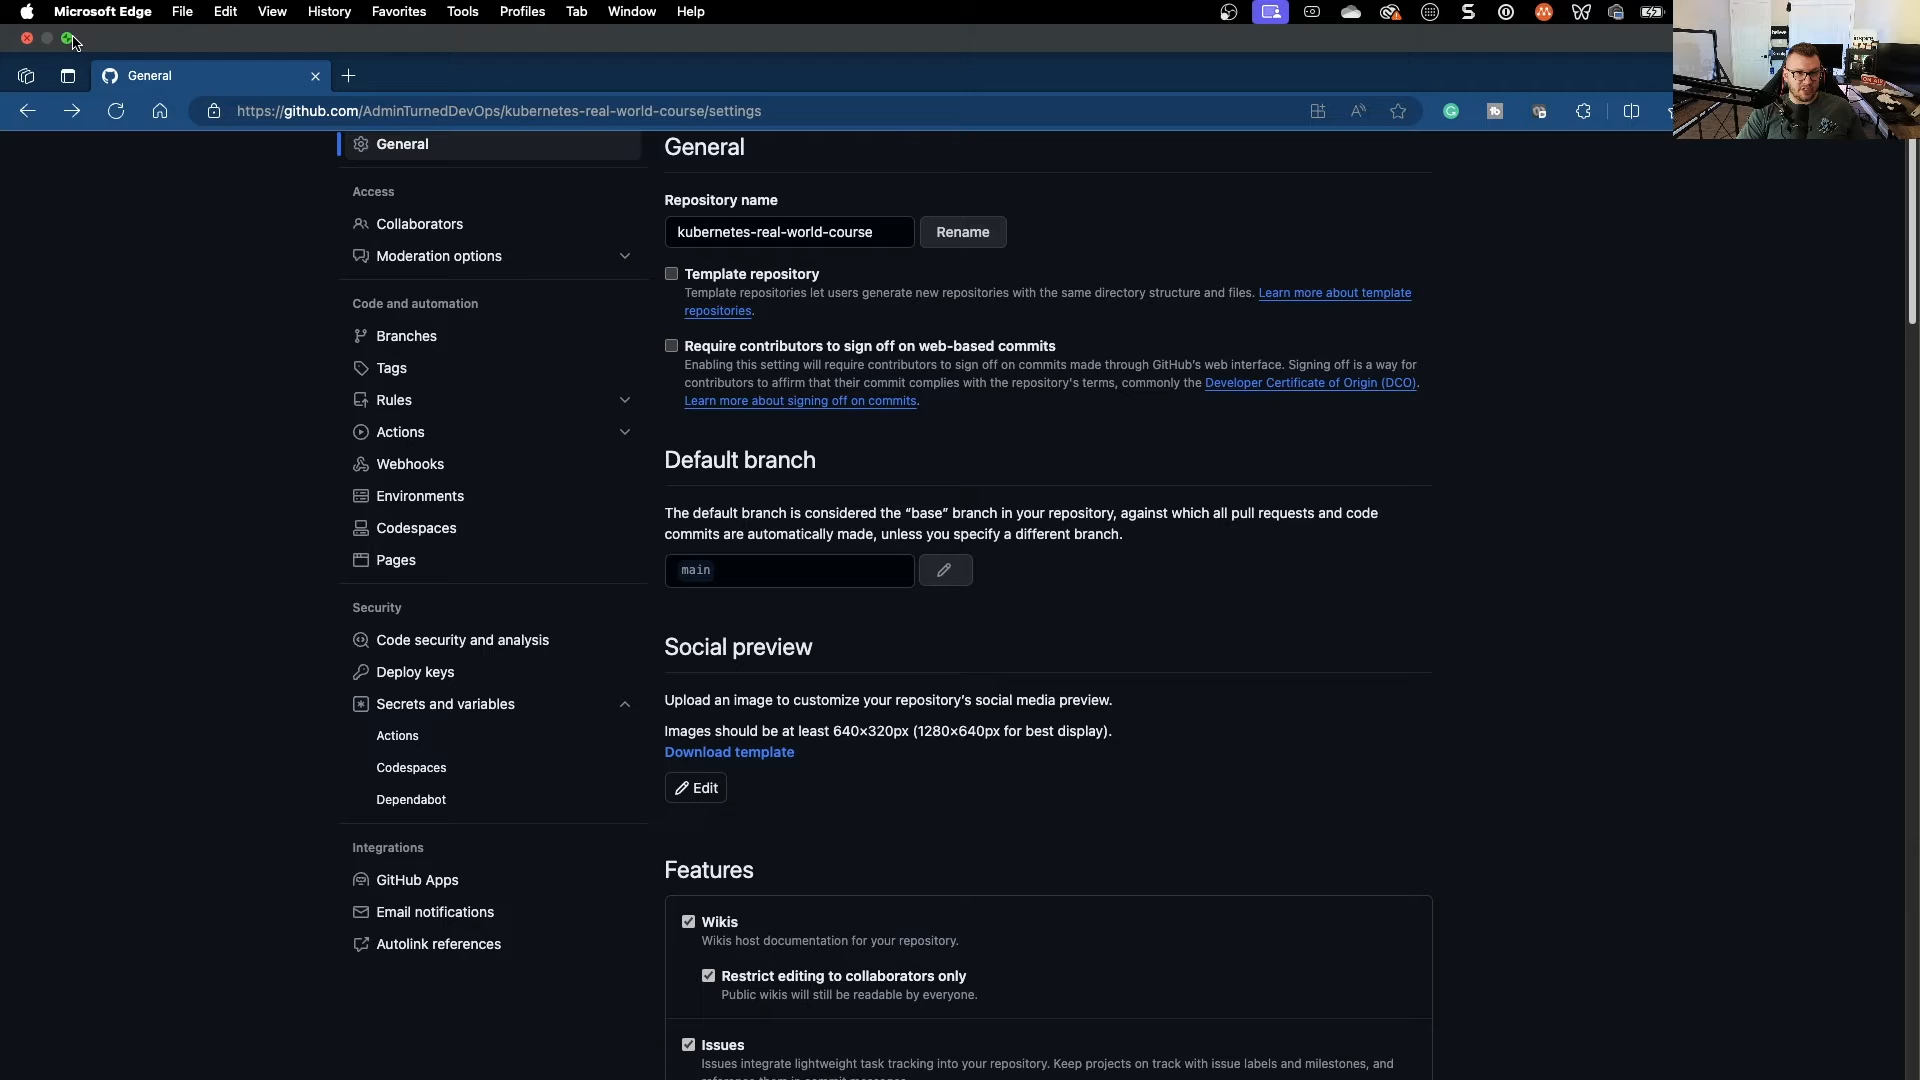 Microsoft Edge File Edit View History Favorites Tools Profiles Tab Window Help
General
https://github.com/AdminTurnedDevOps/kubernetes-real-world-course/settings
General
Access
Collaborators
Moderation options
Code and automation
Branches
Tags
Rules
Actions
Webhooks
Environments
Codespaces
Pages
Security
Code security and analysis
Deploy keys
Secrets and variables
Actions
Codespaces
Dependabot
Integrations
GitHub Apps
Email notifications
Autolink references
General
Repository name
kubernetes-real-world-course Rename
Template repository
Template repositories let users generate new repositories with the same directory structure and files. Learn more about template
repositories.
Require contributors to sign off on web-based commits
Enabling this setting will require contributors to sign off on commits made through GitHub's web interface. Signing off is a way for
contributors to affirm that their commit complies with the repository's terms, commonly the Developer Certificate of Origin (DCO).
Learn more about signing off on commits.
Default branch
The default branch is considered the “base” branch in your repository, against which all pull requests and code
commits are automatically made, unless you specify a different branch.
main
Social preview
Upload an image to customize your repository's social media preview.
Images should be at least 640×320px (1280×640px for best display).
Download template
Edit
Features
Wikis
Wikis host documentation for your repository.
Restrict editing to collaborators only
Public wikis will still be readable by everyone.
Issues
Issues integrate lightweight task tracking into your repository. Keep projects on track with issue labels and milestones, and